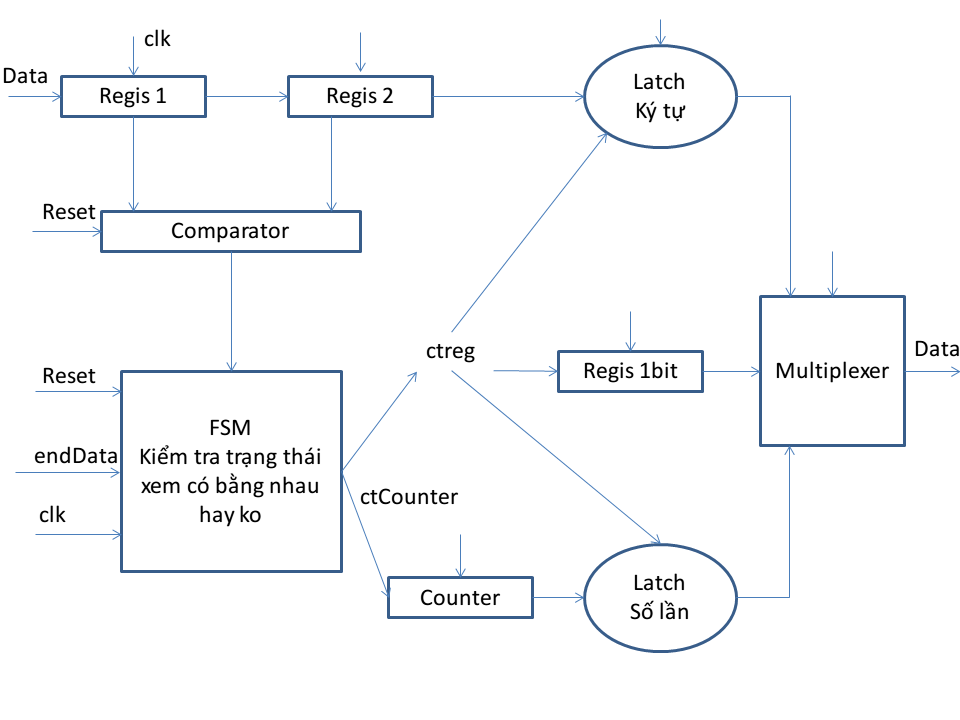 clk
Data
Regis 1
Regis 2
Latch
Ký tự
Reset
Comparator
ctreg
Regis 1bit
Multiplexer
Data
Reset
endData
clk
FSM
Kiểm tra trạng thái
xem có bằng nhau
hay ko
ctCounter
Counter
Latch
Số lần